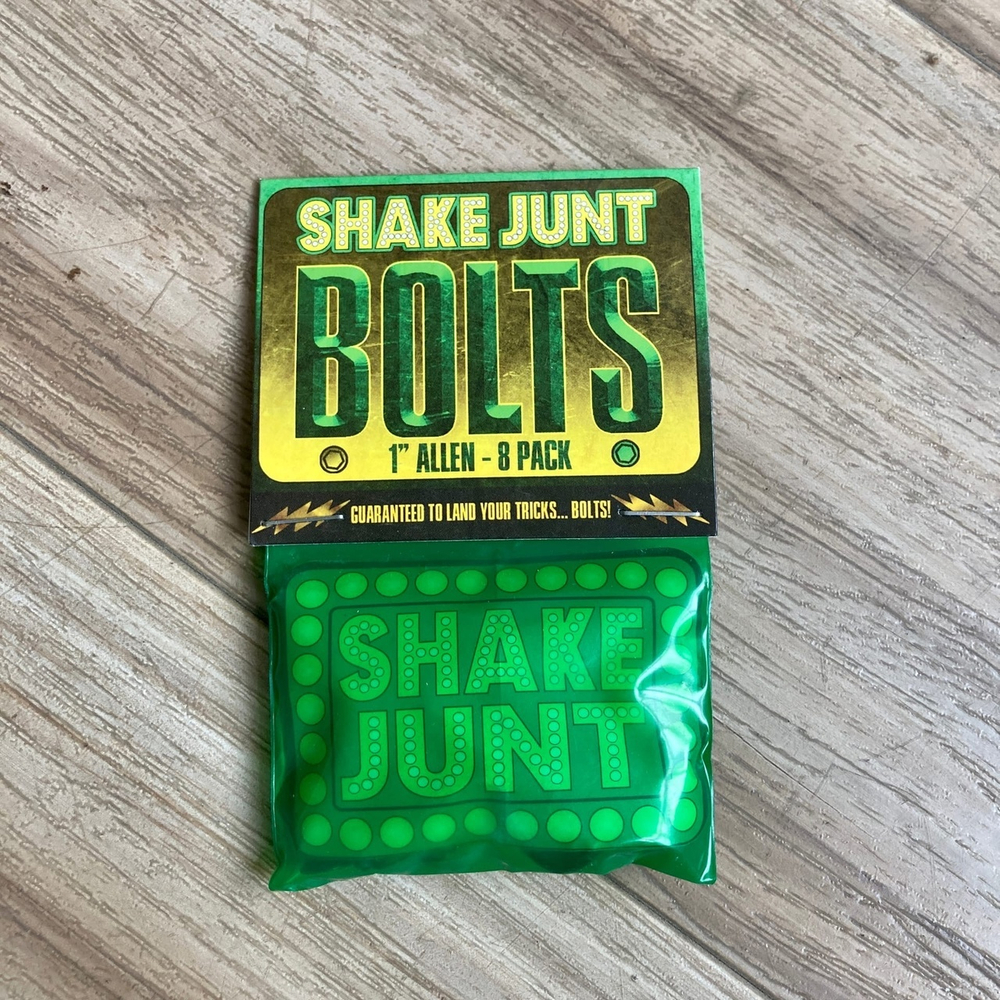 SHAKE JUNT
BOLTS
1” ALLEN - 8 PACK
GUARANTEED TO LAND YOUR TRICKS... BOLTS!
SHAKE
JUNT